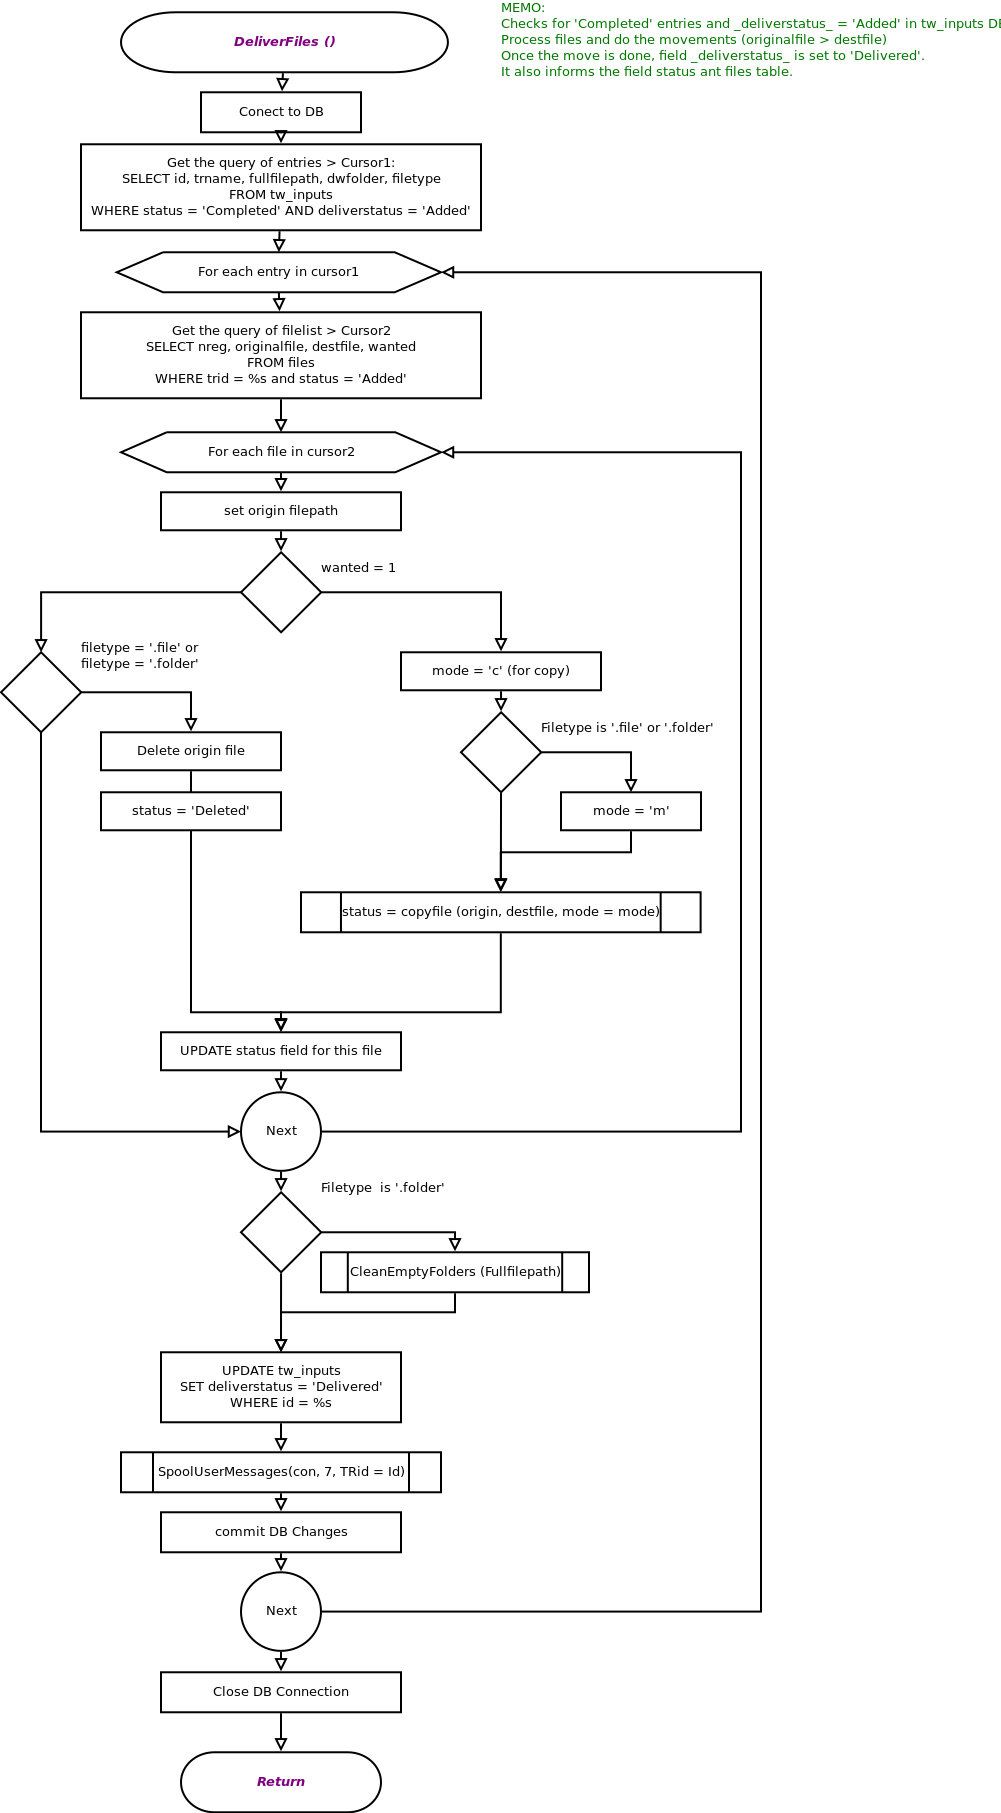 MEMO:
Checks for 'Completed' entries and _deliverstatus_ = 'Added' in tw_inputs
Process files and do the movements (originalfile > destfile)
Once the move is done, field _deliverstatus_ is set to 'Delivered'.
It also informs the field status ant files table.
DeliverFiles ()
Conect to DB
Get the query of entries > Cursor1:
SELECT id, trname, fullfilepath, dwfolder, filetype
FROM tw_inputs
WHERE status = 'Completed' AND deliverstatus = 'Added'
For each entry in cursor1
Get the query of filelist > Cursor2
SELECT nreg, originalfile, destfile, wanted
FROM files
WHERE trid = %s and status = 'Added'
For each file in cursor2
set origin filepath
wanted = 1
filetype = '.file' or
filetype = '.folder'
mode = 'c' (for copy)
Filetype is '.file' or '.folder'
Delete origin file
status = 'Deleted'
mode = 'm'
status = copyfile (origin, destfile, mode = mode)
UPDATE status field for this file
Next
Filetype  is '.folder'
CleanEmptyFolders (Fullfilepath)
UPDATE tw_inputs
SET deliverstatus = 'Delivered'
WHERE id = %s
SpoolUserMessages(con, 7, TRid = Id)
commit DB Changes
Next
Close DB Connection
Return